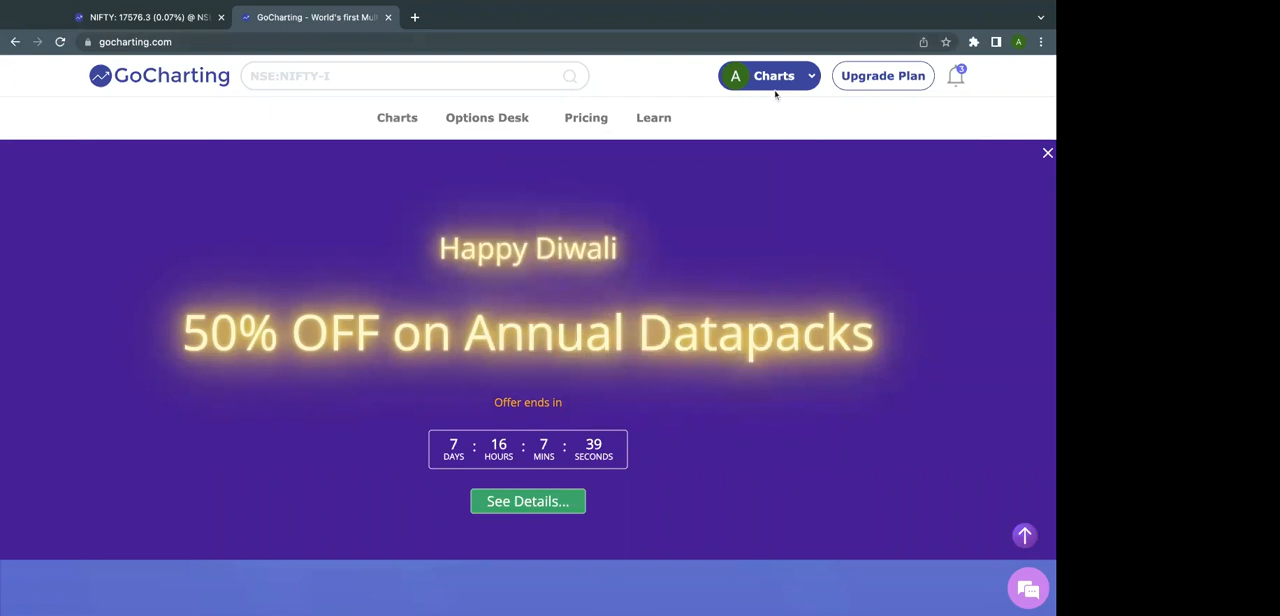 NIFTY: 17576.3 (0.07%) @ NS
GoCharting - World's first Mul
gocharting.com
A
GoCharting
NSE:NIFTY-I
A Charts
Upgrade Plan
3
Charts Options Desk Pricing Learn
Happy Diwali
50% OFF on Annual Datapacks
Offer ends in
7 : 16 : 7 : 39
DAYS HOURS MINS SECONDS
See Details...